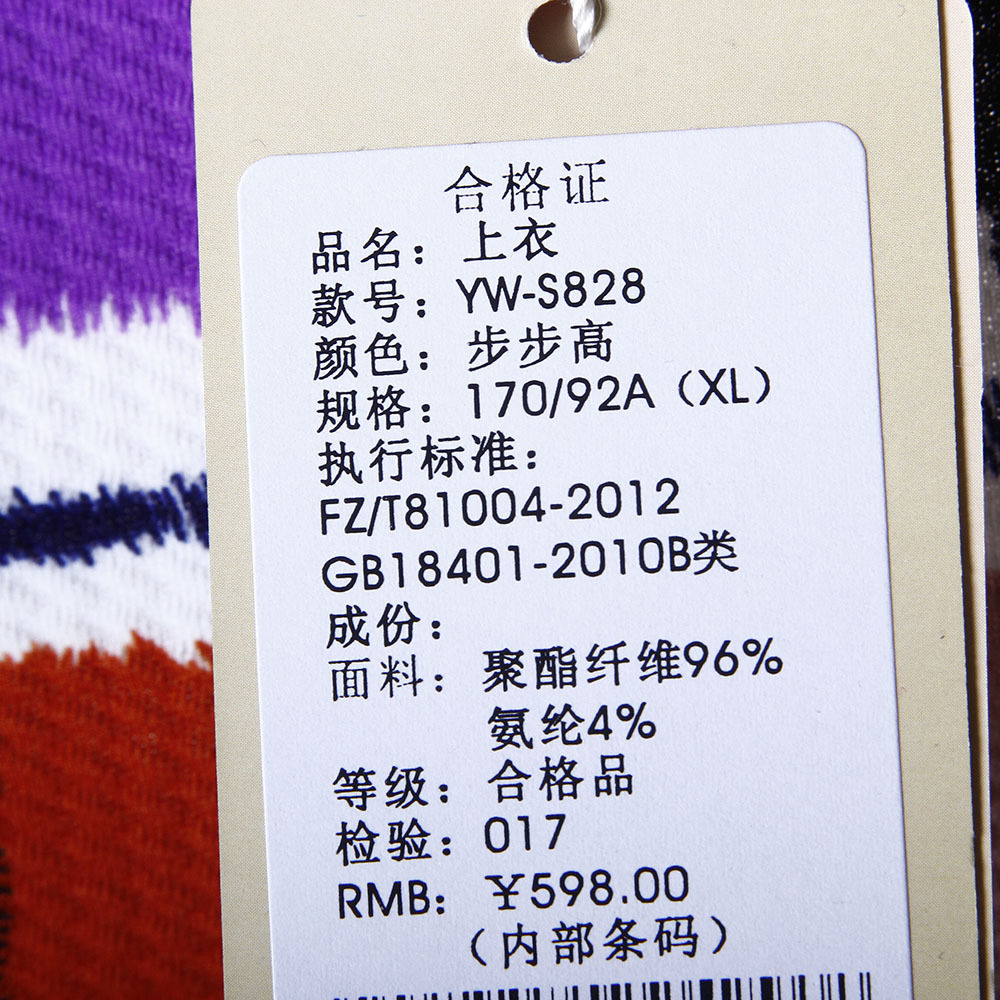 合格证
品名：上衣
款号：YW-S828
颜色：步步高
规格：170/92A（XL）
执行标准：
FZ/T81004-2012
GB18401-2010B类
成份：
面料：聚酯纤维96%
氨纶4%
等级：合格品
检验：017
RMB：￥598.00
（内部条码）